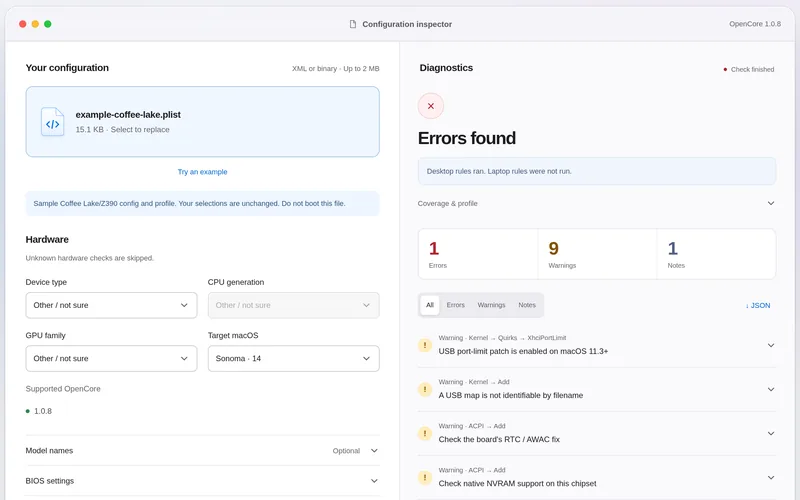 Configuration inspector
OpenCore 1.0.8
Your configuration
XML or binary · Up to 2 MB
example-coffee-lake.plist
15.1 KB · Select to replace
Try an example
Sample Coffee Lake/Z390 config and profile. Your selections are unchanged. Do not boot this file.
Hardware
Unknown hardware checks are skipped.
Device type
CPU generation
Other / not sure
Other / not sure
GPU family
Target macOS
Other / not sure
Sonoma · 14
Supported OpenCore
1.0.8
Model names
Optional
BIOS settings
Diagnostics
Check finished
Errors found
Desktop rules ran. Laptop rules were not run.
Coverage & profile
1
Errors
9
Warnings
1
Notes
All
Errors
Warnings
Notes
↓ JSON
Warning · Kernel → Quirks → XhciPortLimit
USB port-limit patch is enabled on macOS 11.3+
Warning · Kernel → Add
A USB map is not identifiable by filename
Warning · ACPI → Add
Check the board's RTC / AWAC fix
Warning · ACPI → Add
Check native NVRAM support on this chipset